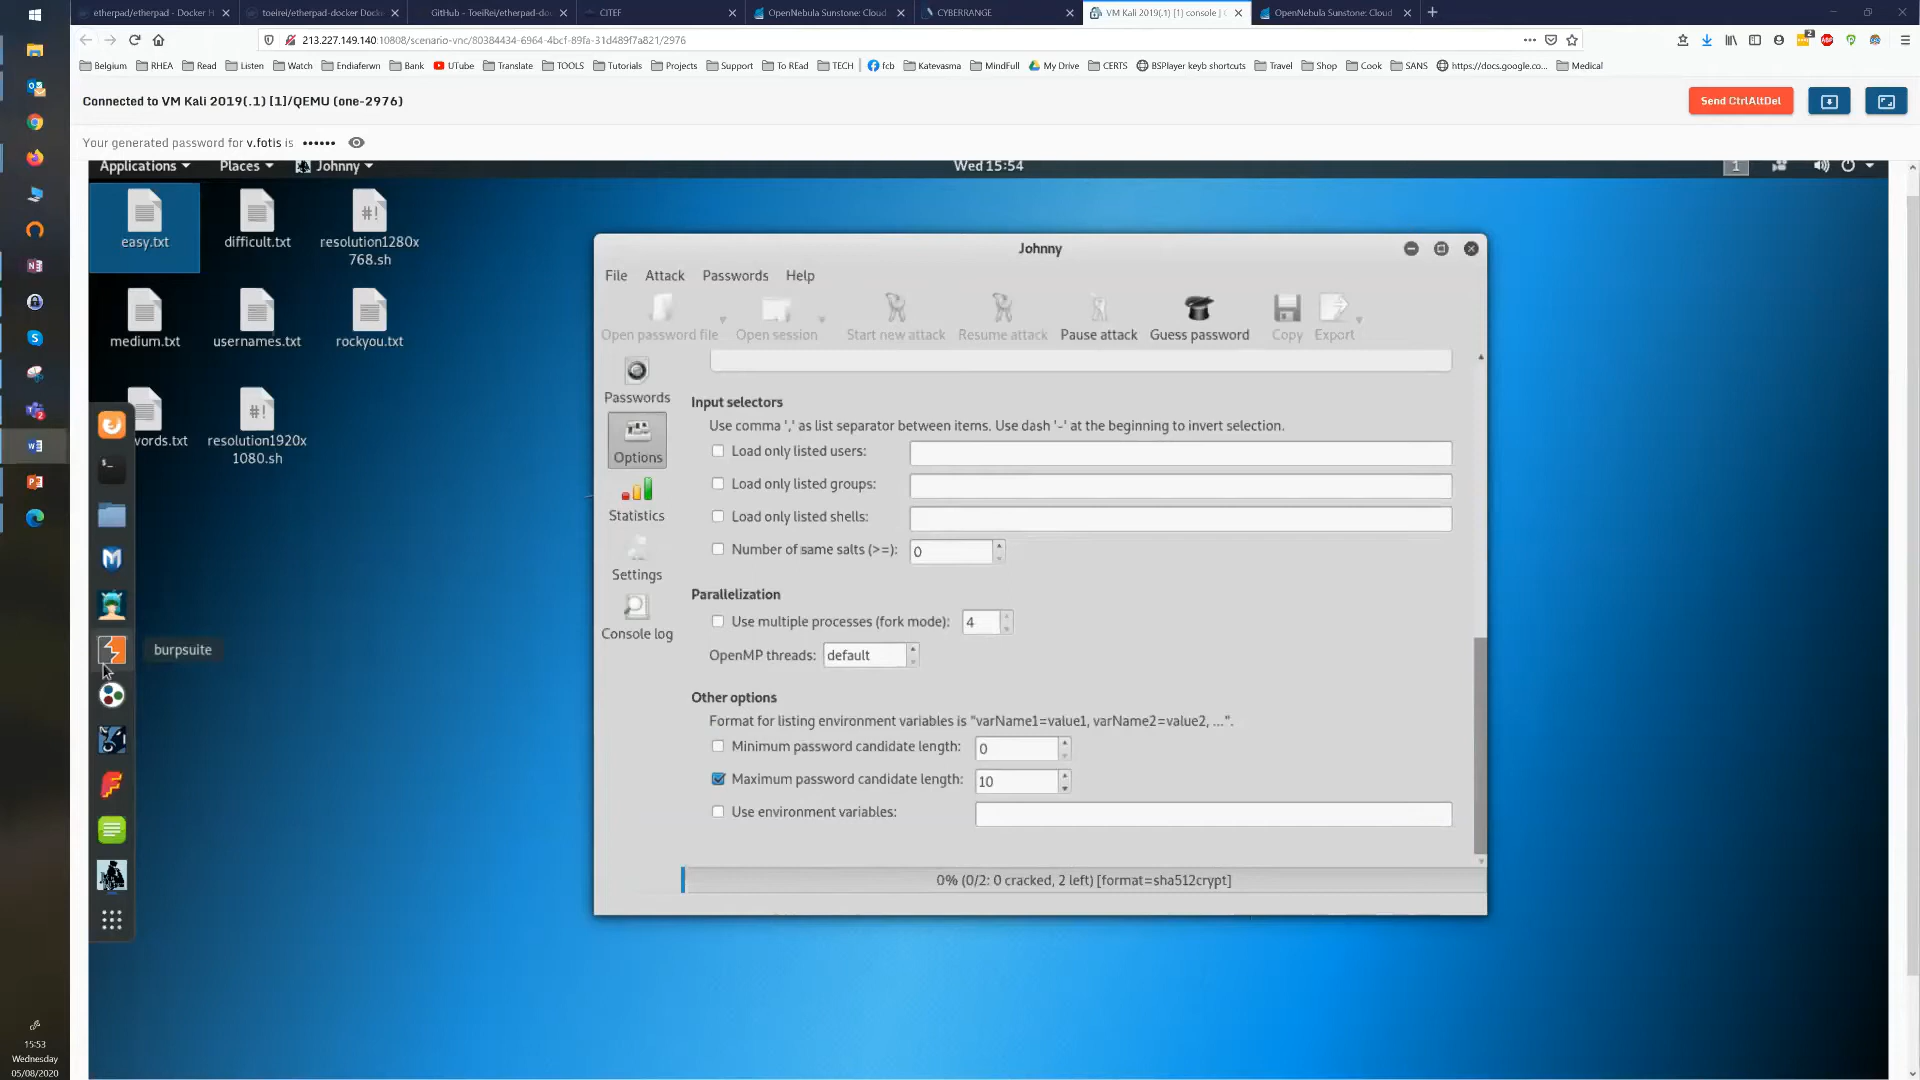 etherpad/etherpad - Docker H
toeirei/etherpad-docker Dock
GitHub - ToeiRei/etherpad-do
CITEF
OpenNebula Sunstone: Cloud
CYBERRANGE
VM Kali 2019(.1) [1] console | C
OpenNebula Sunstone: Cloud
213.227.149.140:10808/scenario-vnc/80384434-6964-4bcf-89fa-31d489f7a821/2976
Belgium RHEA Read Listen Watch Endiaferwn Bank UTube Translate TOOLS Tutorials Projects Support To REad TECH fcb Katevasma MindFull My Drive CERTS BSPlayer keyb shortcuts Travel Shop Cook SANS https://docs.google.co... Medical
Connected to VM Kali 2019(.1) [1]/QEMU (one-2976)
Send CtrlAltDel
Your generated password for v.fotis is ••••••
Applications Places Johnny Wed 15:54 1
easy.txt
difficult.txt
resolution1280x
768.sh
medium.txt
usernames.txt
rockyou.txt
words.txt
resolution1920x
1080.sh
burpsuite
Johnny
File Attack Passwords Help
Open password file Open session Start new attack Resume attack Pause attack Guess password Copy Export
Passwords
Options
Statistics
Settings
Console log
Input selectors
Use comma ',' as list separator between items. Use dash '-' at the beginning to invert selection.
Load only listed users:
Load only listed groups:
Load only listed shells:
Number of same salts (>=): 0
Parallelization
Use multiple processes (fork mode): 4
OpenMP threads: default
Other options
Format for listing environment variables is "varName1=value1, varName2=value2, ...".
Minimum password candidate length: 0
Maximum password candidate length: 10
Use environment variables:
0% (0/2: 0 cracked, 2 left) [format=sha512crypt]
15:53
Wednesday
05/08/2020